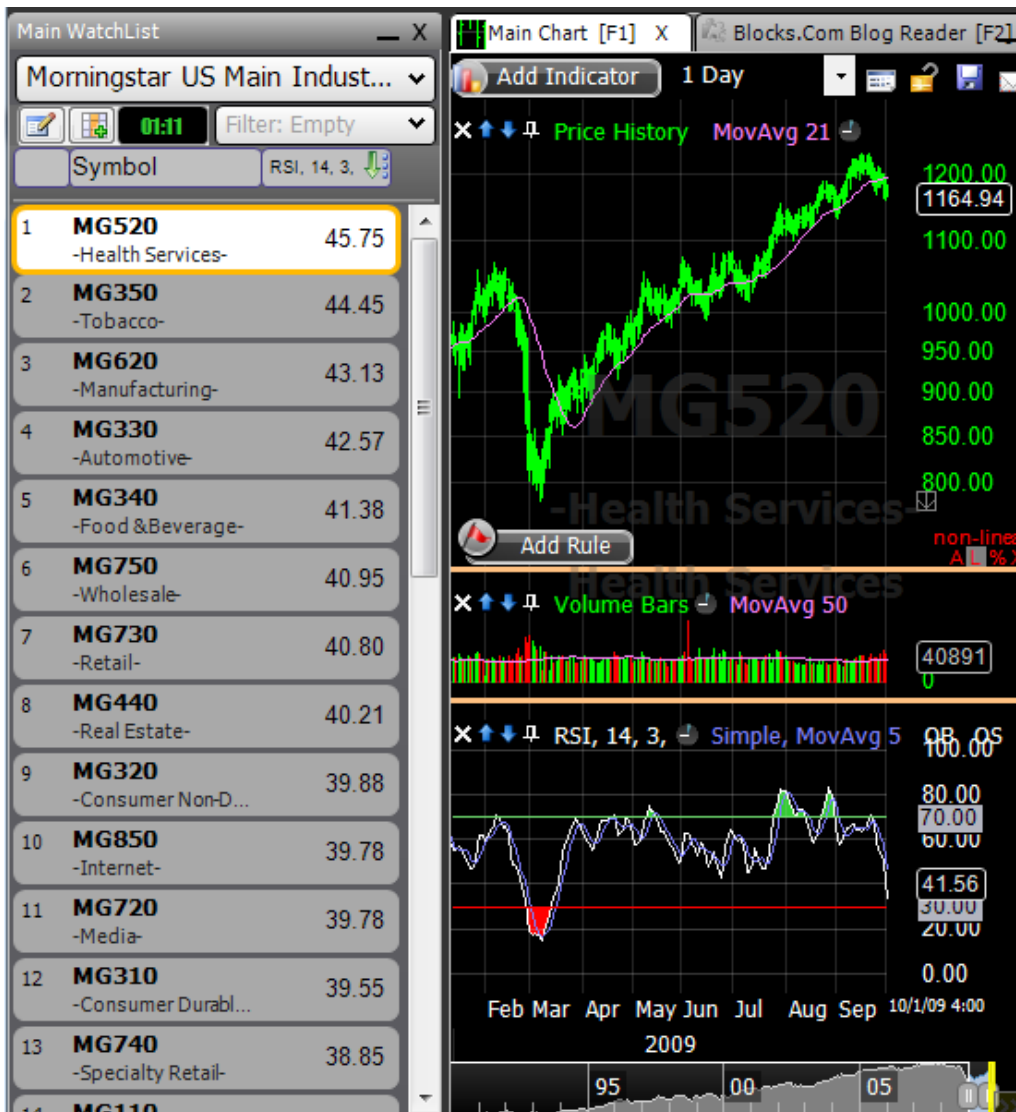 Main WatchList
X
Morningstar US Main Indust...
01:11
Filter: Empty
Symbol
RSI, 14, 3,
1
MG520
-Health Services-
45.75
2
MG350
-Tobacco-
44.45
3
MG620
-Manufacturing-
43.13
4
MG330
-Automotive-
42.57
5
MG340
-Food &Beverage-
41.38
6
MG750
-Wholesale-
40.95
7
MG730
-Retail-
40.80
8
MG440
-Real Estate-
40.21
9
MG320
-Consumer Non-D...
39.88
10
MG850
-Internet-
39.78
11
MG720
-Media-
39.78
12
MG310
-Consumer Durabl...
39.55
13
MG740
-Specialty Retail-
38.85
14
MG110
Main Chart [F1] X
Blocks.Com Blog Reader [F2]
Add Indicator
1 Day
Price History MovAvg 21
1200.00
1164.94
1100.00
1000.00
950.00
900.00
850.00
800.00
MG520
-Health Services-
Health Services
Add Rule
non-linea
A L % X
Volume Bars MovAvg 50
40891
0
RSI, 14, 3, Simple, MovAvg 5 OB OS
100.00
80.00
70.00
60.00
41.56
30.00
20.00
0.00
Feb Mar Apr May Jun Jul Aug Sep 10/1/09 4:00
2009
95 00 05